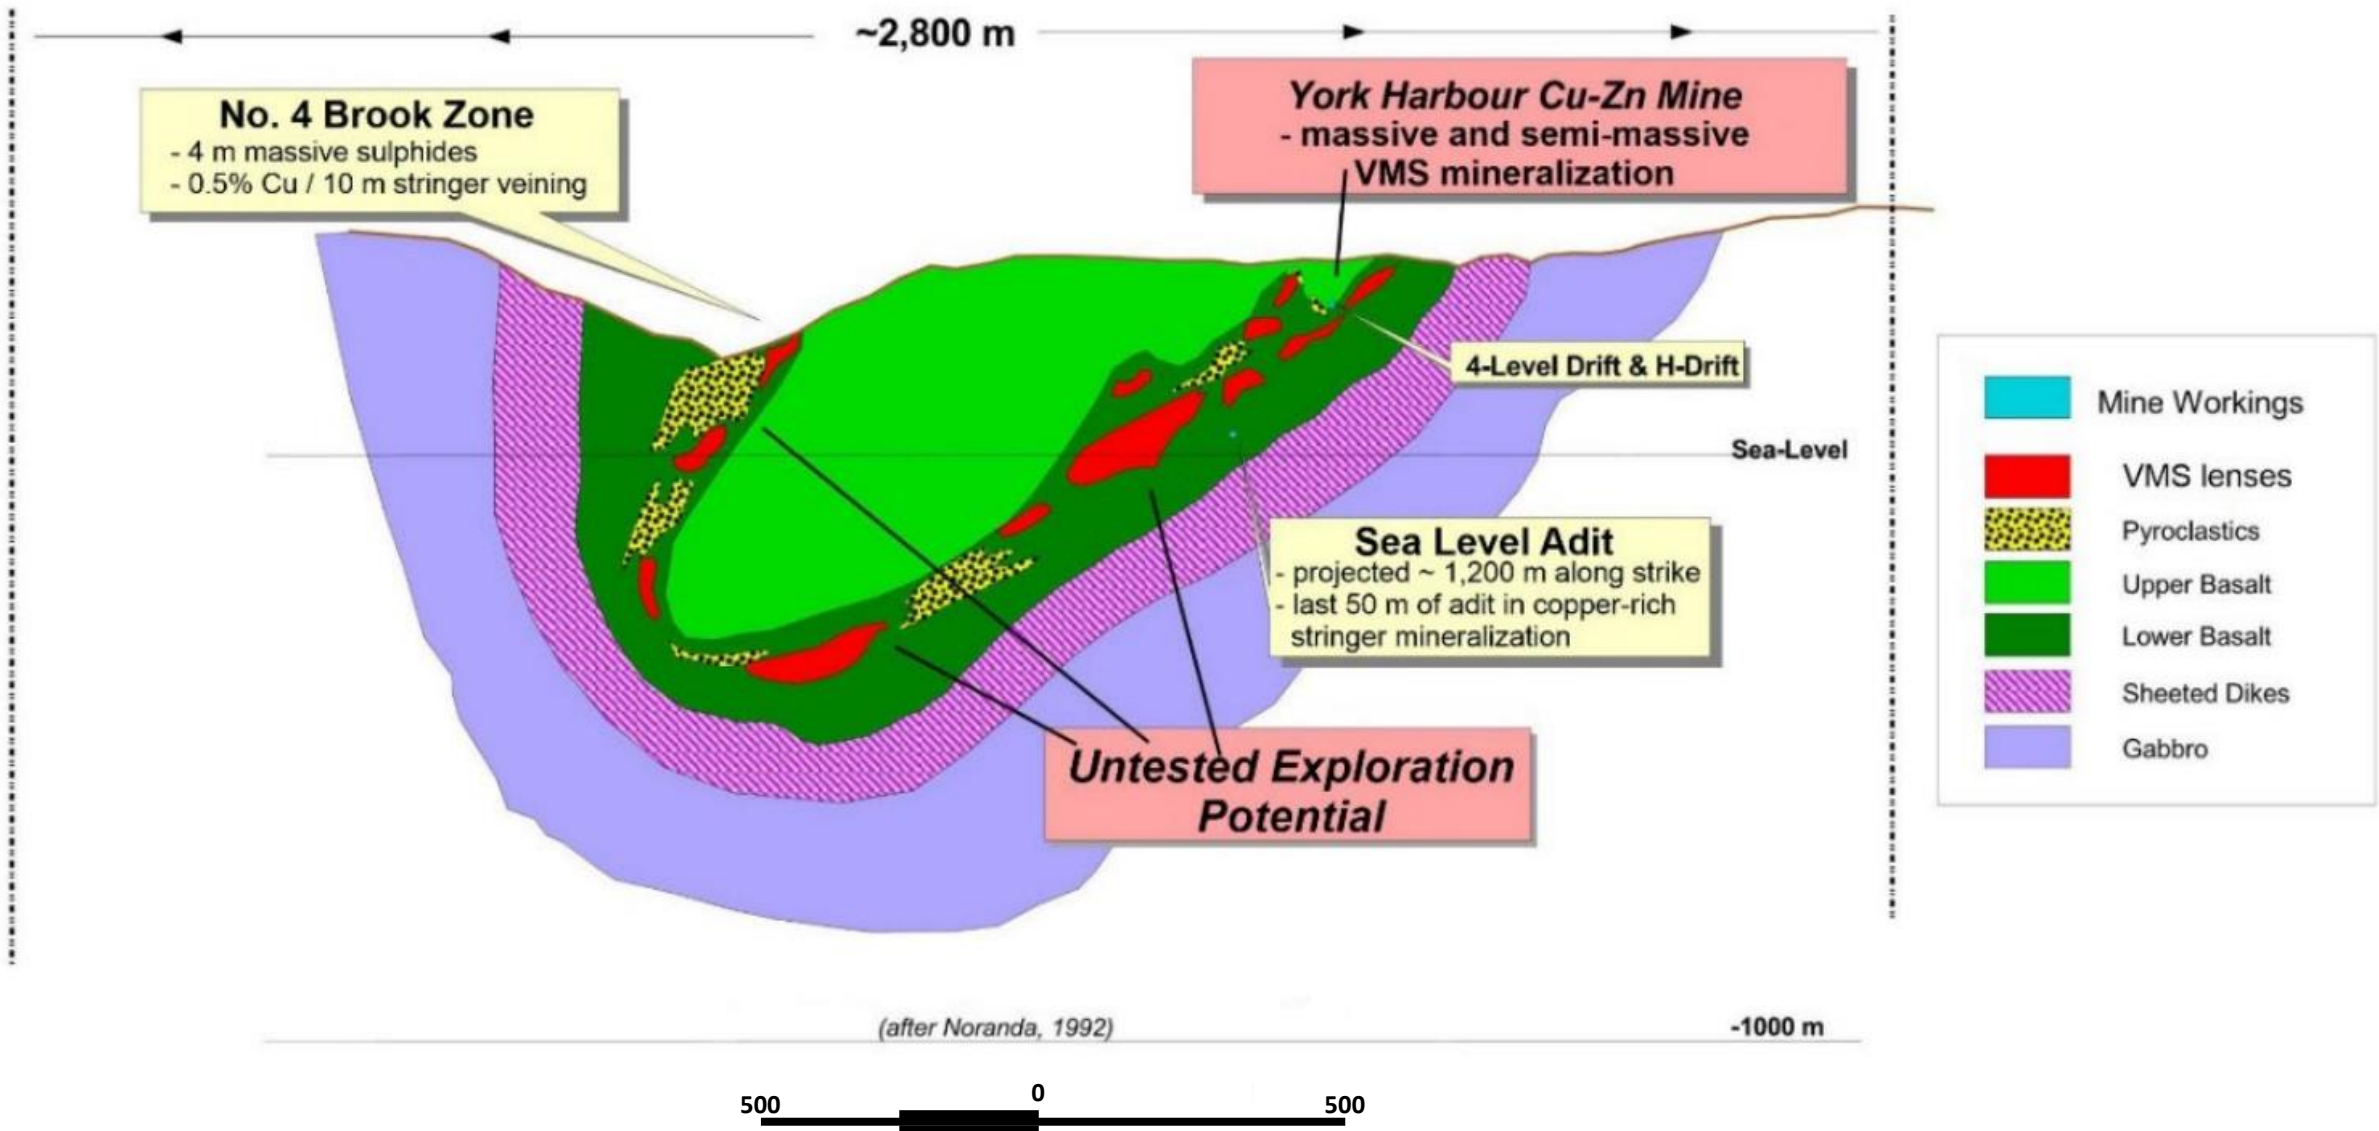 ~2,800 m
No. 4 Brook Zone
- 4 m massive sulphides
- 0.5% Cu / 10 m stringer veining
York Harbour Cu-Zn Mine
- massive and semi-massive
VMS mineralization
4-Level Drift & H-Drift
Sea-Level
Sea Level Adit
- projected ~ 1,200 m along strike
- last 50 m of adit in copper-rich
stringer mineralization
Untested Exploration
Potential
Mine Workings
VMS lenses
Pyroclastics
Upper Basalt
Lower Basalt
Sheeted Dikes
Gabbro
(after Noranda, 1992)
-1000 m
500
0
500